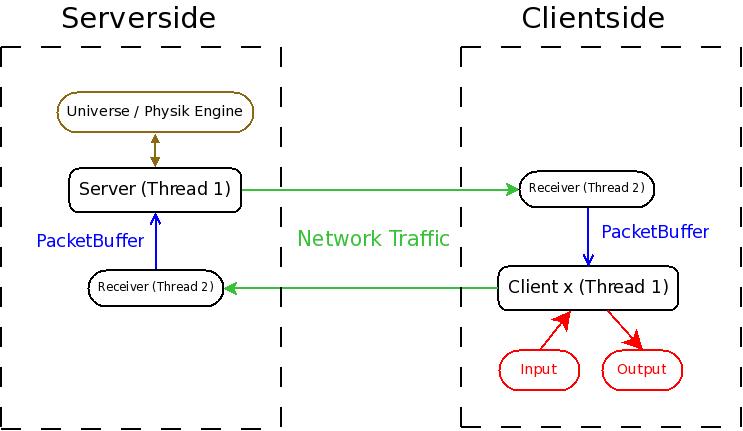 Serverside
Clientside
Universe / Physik Engine
Server (Thread 1)
Receiver (Thread 2)
PacketBuffer
PacketBuffer
Network Traffic
Receiver (Thread 2)
Client x (Thread 1)
Input
Output